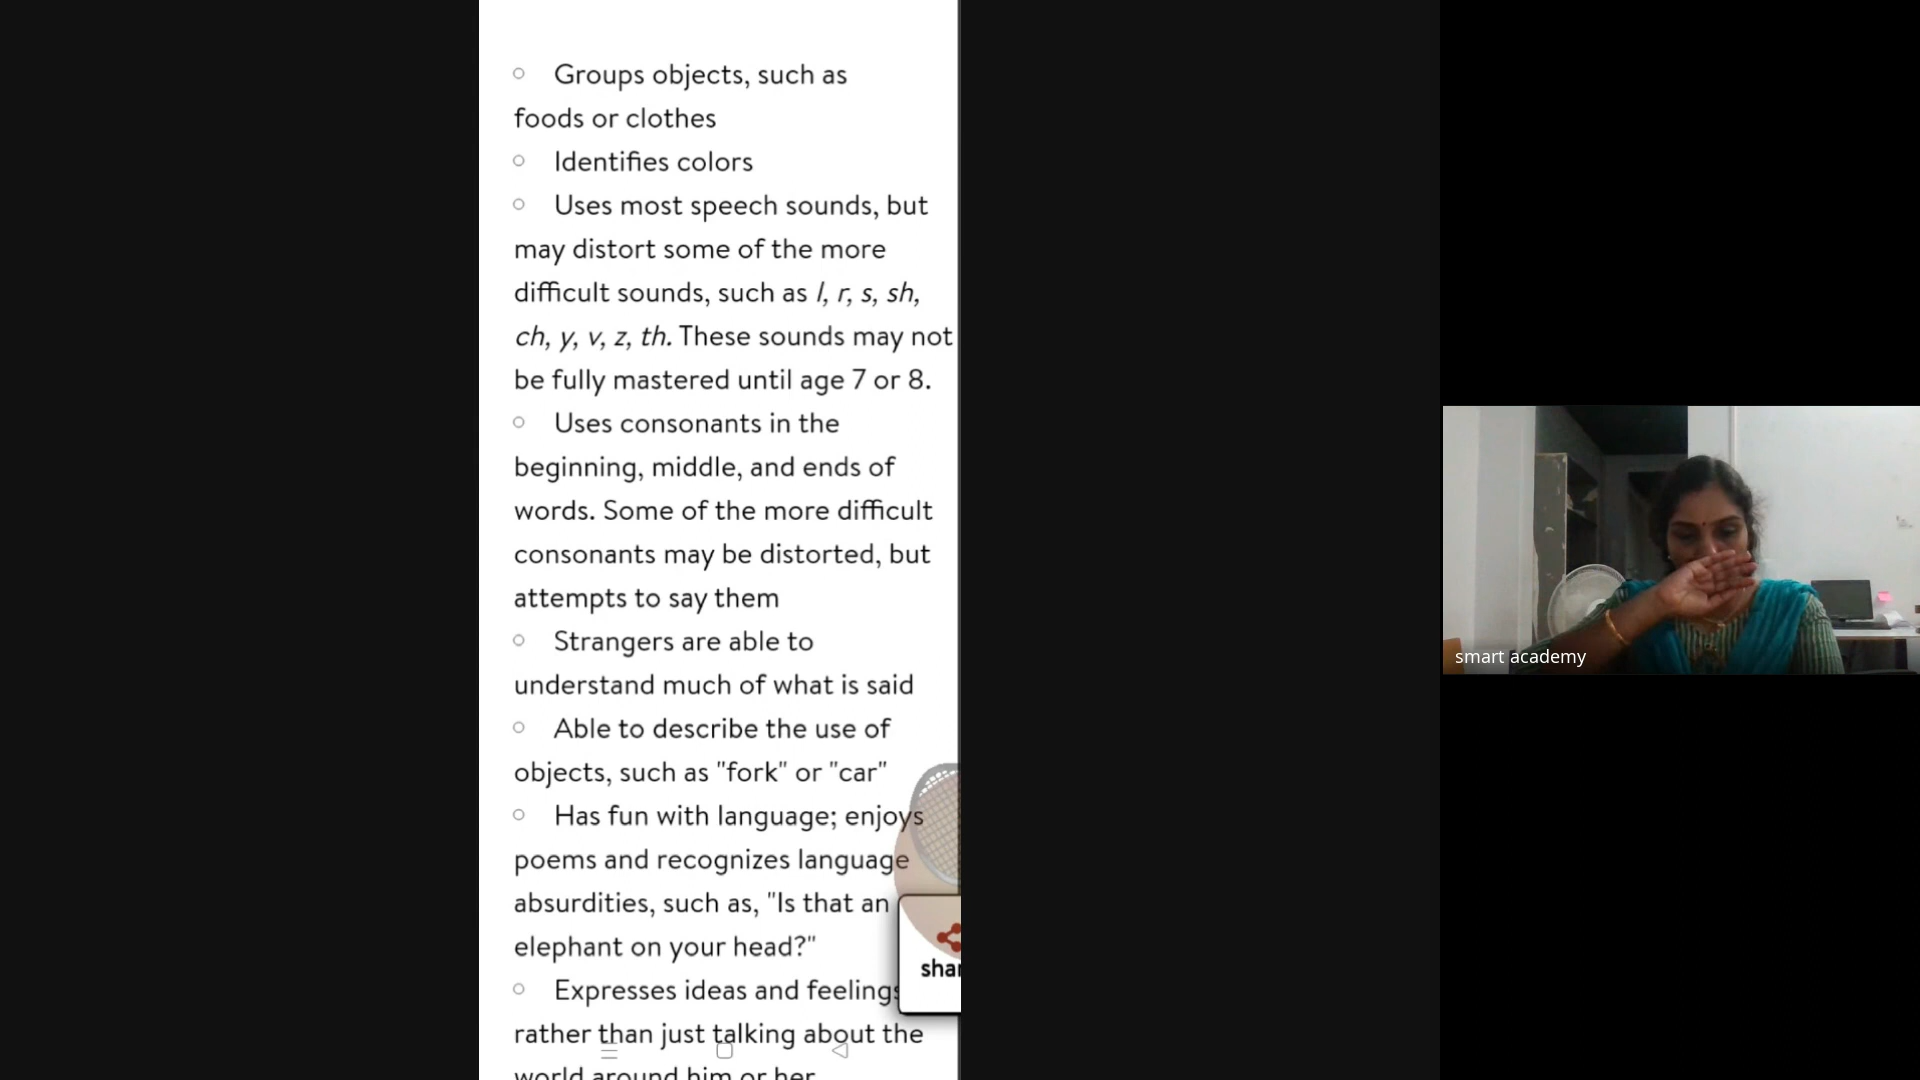 Groups objects, such as
foods or clothes
Identifies colors
Uses most speech sounds, but
may distort some of the more
difficult sounds, such as l, r, s, sh,
ch, y, v, z, th. These sounds may not
be fully mastered until age 7 or 8.
Uses consonants in the
beginning, middle, and ends of
words. Some of the more difficult
consonants may be distorted, but
attempts to say them
Strangers are able to
understand much of what is said
Able to describe the use of
objects, such as "fork" or "car"
Has fun with language; enjoys
poems and recognizes language
absurdities, such as, "Is that an
elephant on your head?"
Expresses ideas and feelings
rather than just talking about the
world around him or her
shar
smart academy